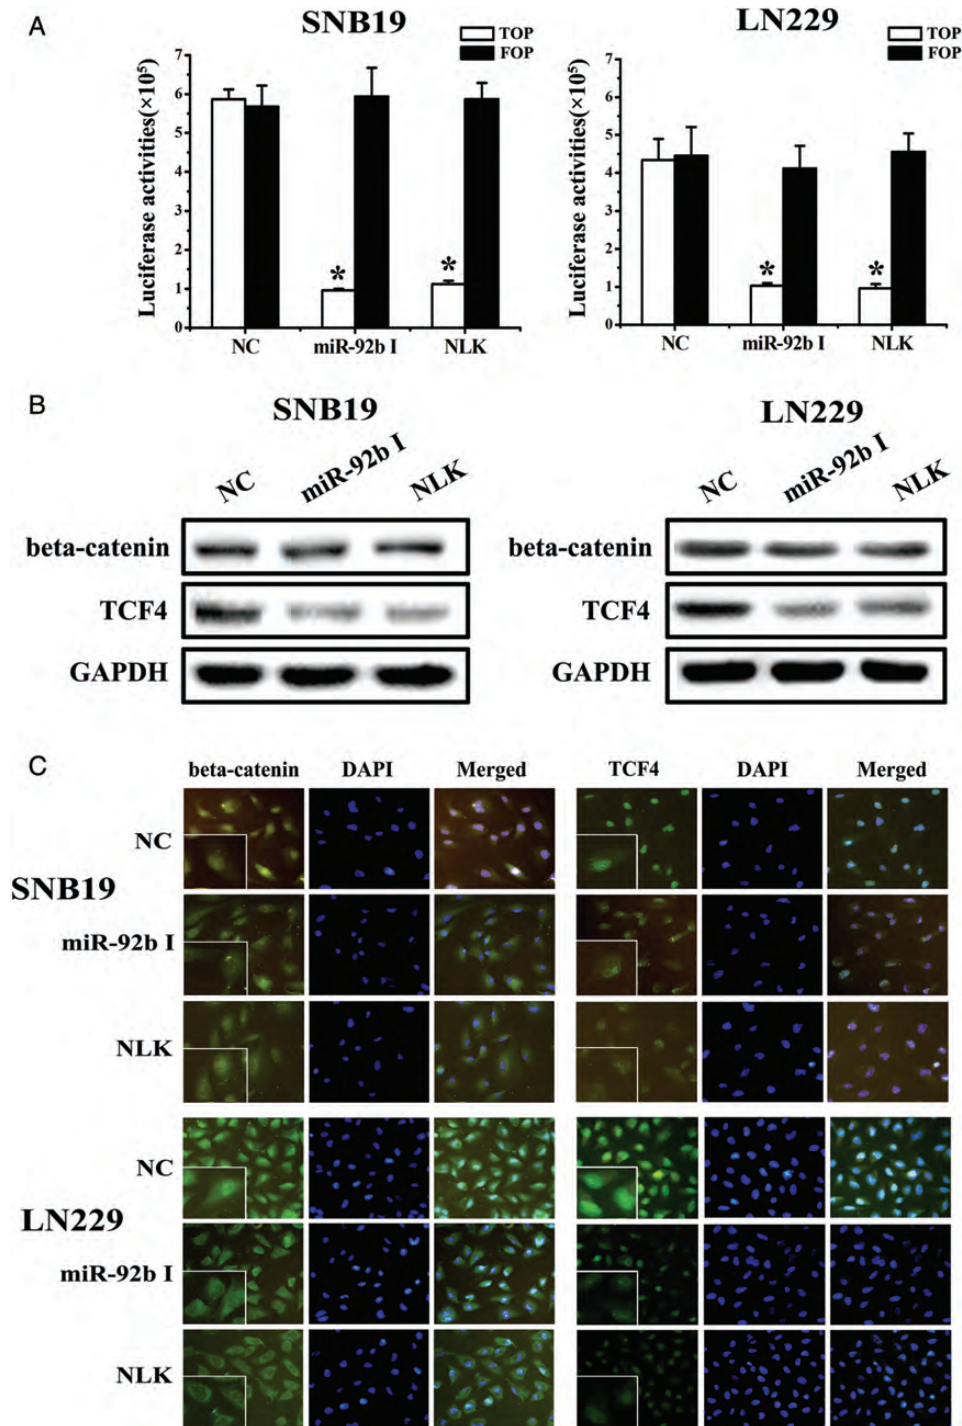 A
SNB19
TOP
FOP
Luciferase activities(×10⁵)
7
6
5
4
3
2
1
0
NC
miR-92b I
NLK
*
*
LN229
TOP
FOP
Luciferase activities(×10⁵)
7
6
5
4
3
2
1
0
NC
miR-92b I
NLK
*
*
B
SNB19
NC
miR-92b I
NLK
beta-catenin
TCF4
GAPDH
LN229
NC
miR-92b I
NLK
beta-catenin
TCF4
GAPDH
C
beta-catenin
DAPI
Merged
TCF4
DAPI
Merged
SNB19
NC
miR-92b I
NLK
LN229
NC
miR-92b I
NLK